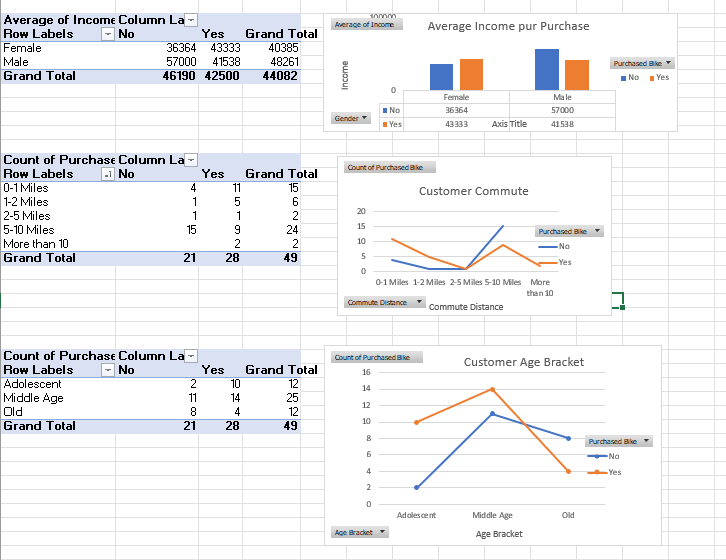 Average of Income Column La
Row Labels No Yes Grand Total
Female 36364 43333 40385
Male 57000 41538 48261
Grand Total 46190 42500 44082
Average of Income
100000
Average Income pur Purchase
Income
0
Purchased Bike
No Yes
Female Male
No 36364 57000
Yes 43333 41538
Axis Title
Gender
Count of Purchase Column La
Row Labels No Yes Grand Total
0-1 Miles 4 11 15
1-2 Miles 1 5 6
2-5 Miles 1 1 2
5-10 Miles 15 9 24
More than 10 2 2
Grand Total 21 28 49
Count of Purchased Bike
Customer Commute
20
15
10
5
0
0-1 Miles 1-2 Miles 2-5 Miles 5-10 Miles More
than 10
Purchased Bike
No
Yes
Commute Distance
Commute Distance
Count of Purchase Column La
Row Labels No Yes Grand Total
Adolescent 2 10 12
Middle Age 11 14 25
Old 8 4 12
Grand Total 21 28 49
Count of Purchased Bike
Customer Age Bracket
16
14
12
10
8
6
4
2
0
Adolescent Middle Age Old
Purchased Bike
No
Yes
Age Bracket
Age Bracket